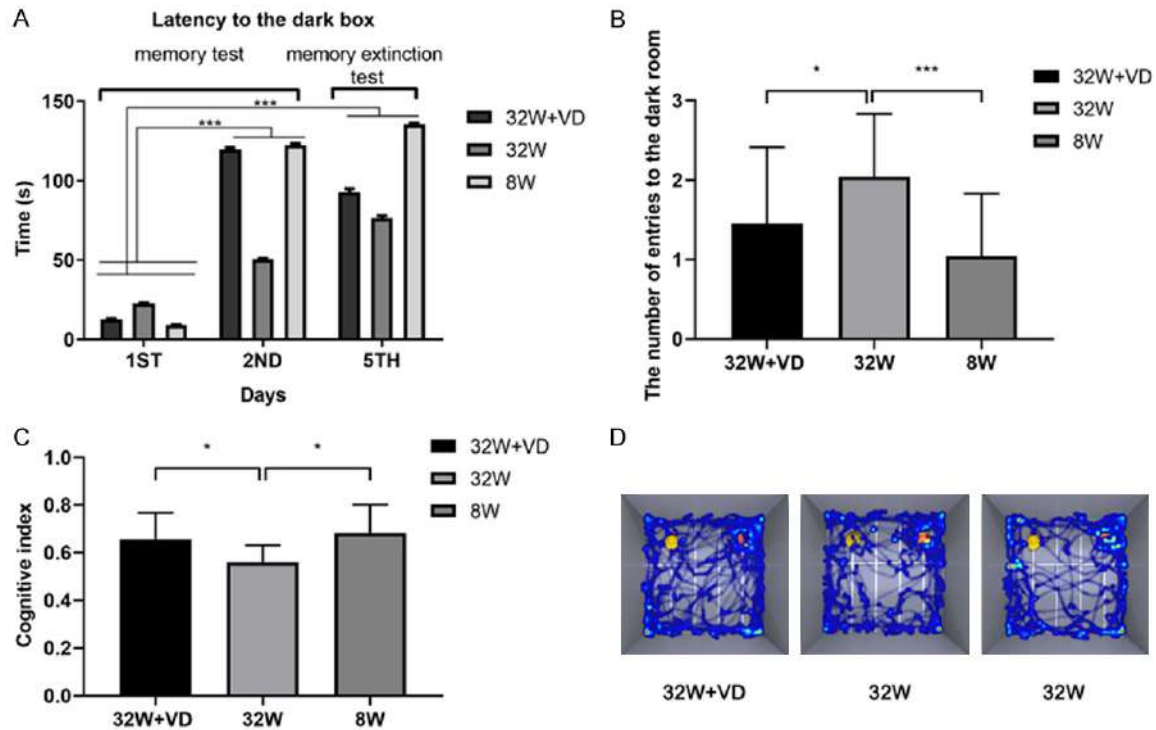 A
Latency to the dark box
memory test
memory extinction
test
***
***
150
100
50
0
Time (s)
1ST
2ND
5TH
Days
32W+VD
32W
8W
B
*
***
3
2
1
0
The number of entries to the dark room
32W+VD
32W
8W
32W+VD
32W
8W
C
*
*
1.0
0.8
0.6
0.4
0.2
0.0
Cognitive index
32W+VD
32W
8W
32W+VD
32W
8W
D
32W+VD
32W
32W